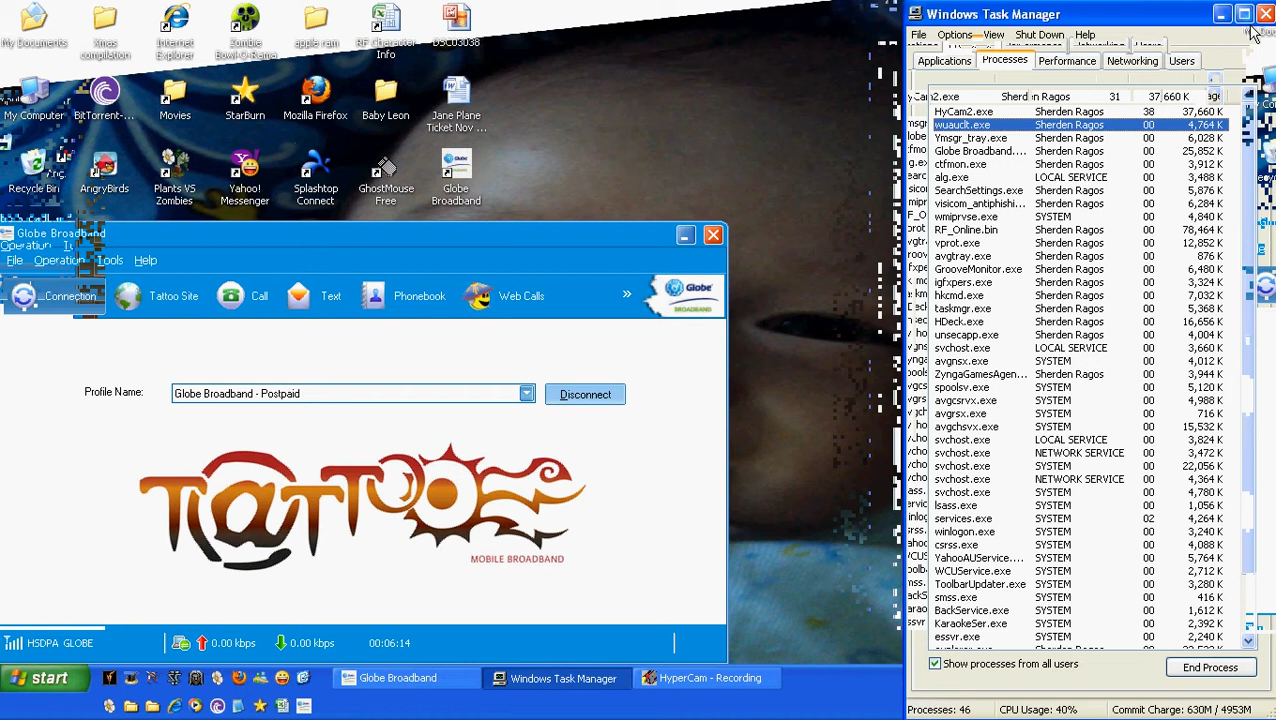 My Documents
Xmas compilation
Internet Explorer
Zombie Bowl-O-Rama
apple ram
RF Character Info
DSC03038
My Computer
BitTorrent-...
Movies
StarBurn
Mozilla Firefox
Baby Leon
Jane Plane Ticket Nov ...
Recycle Bin
AngryBirds
Plants VS Zombies
Yahoo! Messenger
Splashtop Connect
GhostMouse Free
Globe Broadband
Globe Broadband
File Operation Tools Help
Connection Tattoo Site Call Text Phonebook Web Calls »
Globe
BROADBAND
Profile Name: Globe Broadband - Postpaid Disconnect
TATTOO
MOBILE BROADBAND
HSDPA GLOBE 0.00 kbps 0.00 kbps 00:06:14
start Globe Broadband Windows Task Manager HyperCam - Recording
Windows Task Manager
File Options View Shut Down Help
Applications Processes Performance Networking Users
HyCam2.exe Sherden Ragos 38 37,660 K
wuauclt.exe Sherden Ragos 00 4,764 K
Ymsgr_tray.exe Sherden Ragos 00 6,028 K
Globe Broadband.... Sherden Ragos 00 25,852 K
ctfmon.exe Sherden Ragos 00 3,912 K
alg.exe LOCAL SERVICE 00 3,488 K
SearchSettings.exe Sherden Ragos 00 5,876 K
visicom_antiphishi... Sherden Ragos 00 6,284 K
wmiprvse.exe SYSTEM 00 4,840 K
RF_Online.bin Sherden Ragos 00 78,464 K
vprot.exe Sherden Ragos 00 12,852 K
avgtray.exe Sherden Ragos 00 876 K
GrooveMonitor.exe Sherden Ragos 00 6,480 K
igfxpers.exe Sherden Ragos 00 3,324 K
hkcmd.exe Sherden Ragos 00 7,032 K
taskmgr.exe Sherden Ragos 00 5,368 K
HDeck.exe Sherden Ragos 00 16,656 K
unsecapp.exe Sherden Ragos 00 4,004 K
svchost.exe LOCAL SERVICE 00 3,660 K
avgnsx.exe SYSTEM 00 4,012 K
ZyngaGamesAgen... Sherden Ragos 00 3,944 K
spoolsv.exe SYSTEM 00 5,120 K
avgcsrvx.exe SYSTEM 00 4,988 K
avgrsx.exe SYSTEM 00 716 K
avgchsvx.exe SYSTEM 00 15,532 K
svchost.exe LOCAL SERVICE 00 3,824 K
svchost.exe NETWORK SERVICE 00 3,472 K
svchost.exe SYSTEM 00 22,056 K
svchost.exe NETWORK SERVICE 00 4,364 K
svchost.exe SYSTEM 00 4,780 K
lsass.exe SYSTEM 00 1,056 K
services.exe SYSTEM 02 4,264 K
winlogon.exe SYSTEM 00 3,132 K
csrss.exe SYSTEM 00 4,444 K
YahooAUService.... SYSTEM 00 5,764 K
WCUService.exe SYSTEM 00 2,712 K
ToolbarUpdater.exe SYSTEM 00 3,280 K
smss.exe SYSTEM 00 416 K
BackService.exe SYSTEM 00 1,612 K
KaraokeSer.exe SYSTEM 00 2,392 K
essvr.exe SYSTEM 00 2,240 K
Show processes from all users End Process
Processes: 46 CPU Usage: 40% Commit Charge: 630M / 4953M